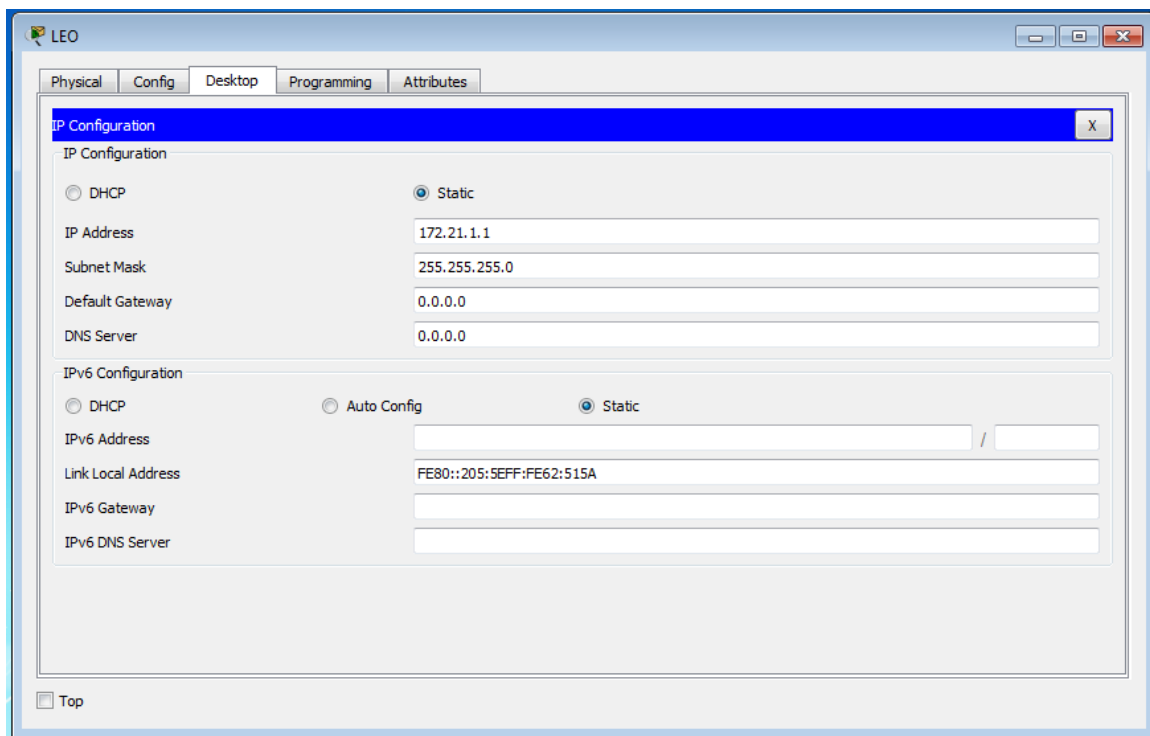 LEO
Physical Config Desktop Programming Attributes
IP Configuration X
IP Configuration
DHCP Static
IP Address 172.21.1.1
Subnet Mask 255.255.255.0
Default Gateway 0.0.0.0
DNS Server 0.0.0.0
IPv6 Configuration
DHCP Auto Config Static
IPv6 Address /
Link Local Address FE80::205:5EFF:FE62:515A
IPv6 Gateway
IPv6 DNS Server
Top